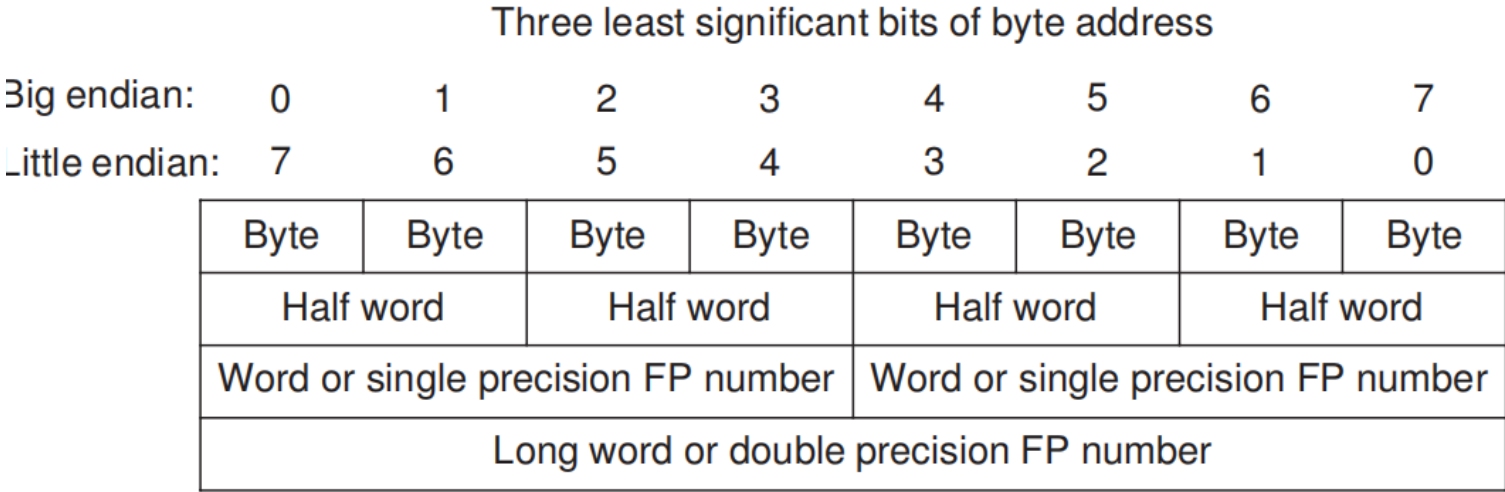 Three least significant bits of byte address
Big endian: 0 1 2 3 4 5 6 7
Little endian: 7 6 5 4 3 2 1 0
Byte Byte Byte Byte Byte Byte Byte Byte
Half word Half word Half word Half word
Word or single precision FP number Word or single precision FP number
Long word or double precision FP number